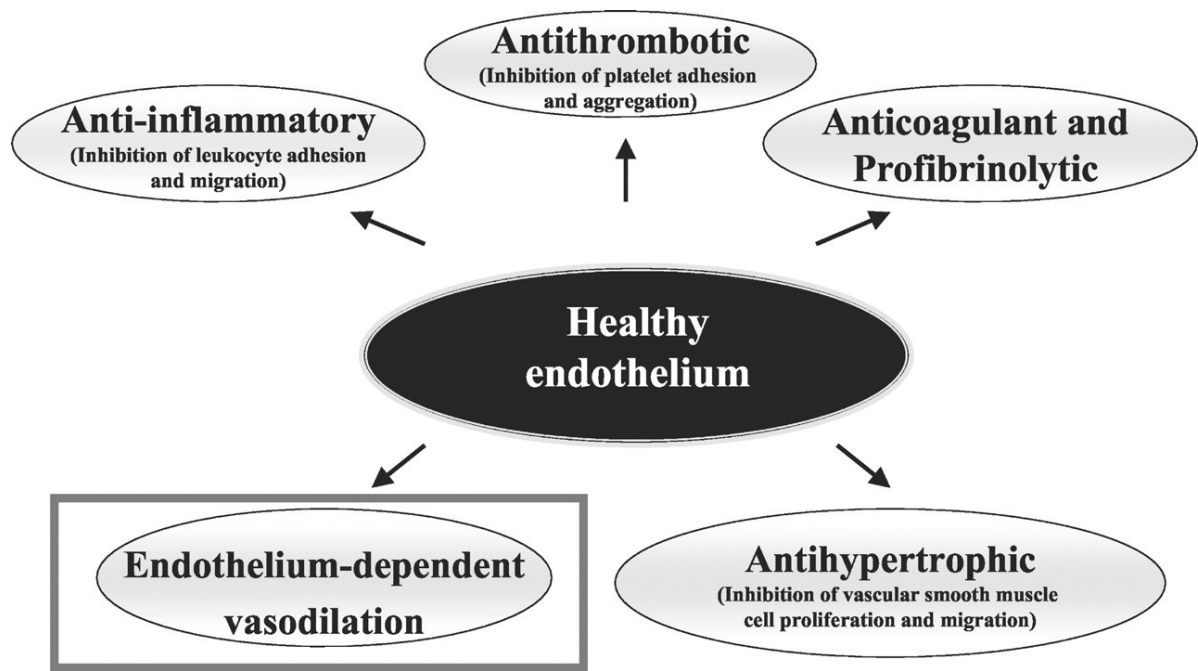 Antithrombotic
(Inhibition of platelet adhesion
and aggregation)
Anti-inflammatory
(Inhibition of leukocyte adhesion
and migration)
Anticoagulant and
Profibrinolytic
Healthy
endothelium
Endothelium-dependent
vasodilation
Antihypertrophic
(Inhibition of vascular smooth muscle
cell proliferation and migration)